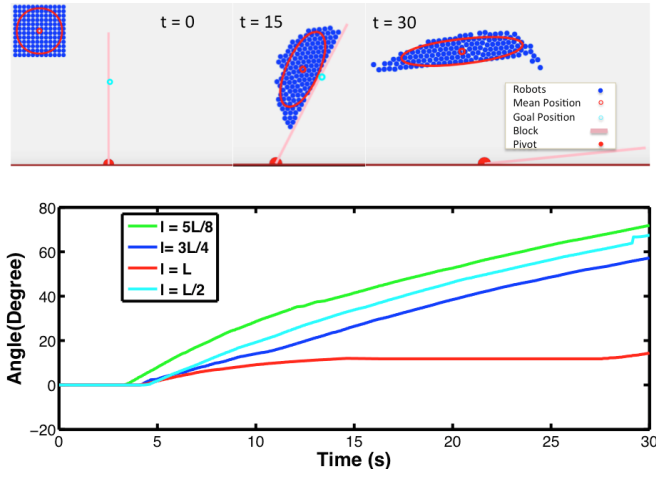 t = 0
t = 15
t = 30
Robots
Mean Position
Goal Position
Block
Pivot
80
60
40
20
0
−20
Angle(Degree)
l = 5L/8
l = 3L/4
l = L
l = L/2
0
5
10
15
20
25
30
Time (s)